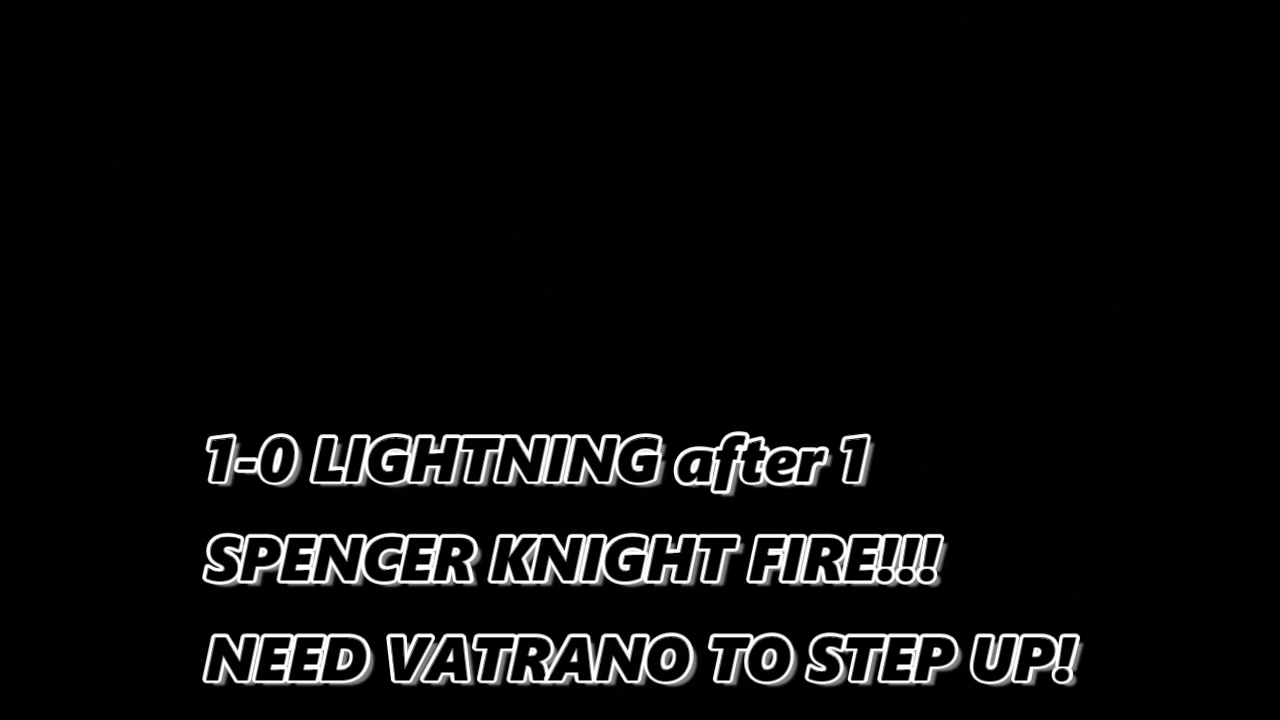 1-0 LIGHTNING after 1
SPENCER KNIGHT FIRE!!!
NEED VATRANO TO STEP UP!